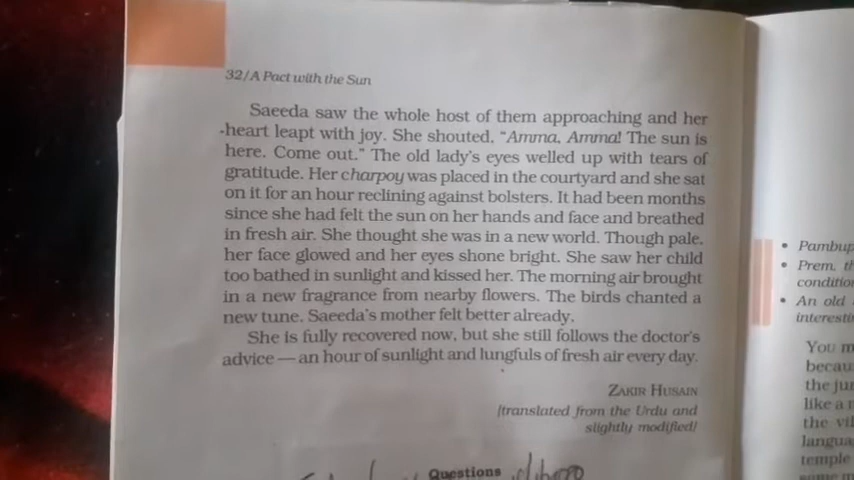 32/A Pact with the Sun
Saeeda saw the whole host of them approaching and her
heart leapt with joy. She shouted, "Amma, Amma! The sun is
here. Come out." The old lady's eyes welled up with tears of
gratitude. Her charpoy was placed in the courtyard and she sat
on it for an hour reclining against bolsters. It had been months
since she had felt the sun on her hands and face and breathed
in fresh air. She thought she was in a new world. Though pale,
her face glowed and her eyes shone bright. She saw her child
too bathed in sunlight and kissed her. The morning air brought
in a new fragrance from nearby flowers. The birds chanted a
new tune. Saeeda's mother felt better already.
She is fully recovered now, but she still follows the doctor's
advice — an hour of sunlight and lungfuls of fresh air every day.
ZAKIR HUSAIN
[translated from the Urdu and
slightly modified]
Questions
• Pambup
• Prem, th
condition
• An old
interesti
You m
becau
the jur
like a
the vil
langua
temple